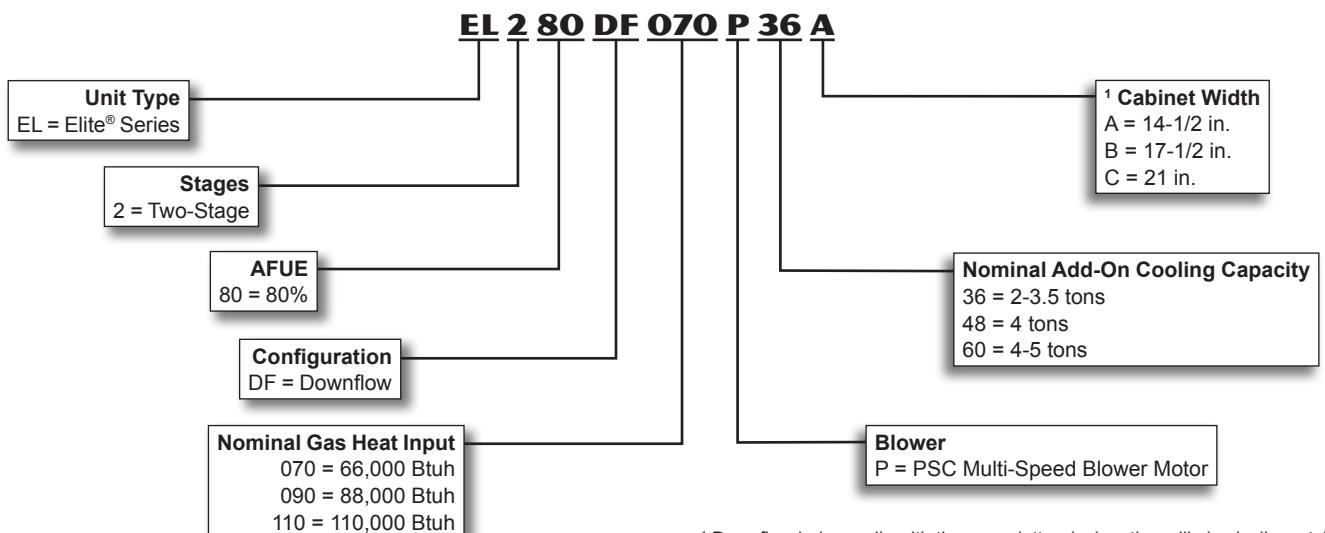 EL 2 80 DF 070 P 36 A
Unit Type
EL = Elite® Series
Stages
2 = Two-Stage
AFUE
80 = 80%
Configuration
DF = Downflow
Nominal Gas Heat Input
070 = 66,000 Btuh
090 = 88,000 Btuh
110 = 110,000 Btuh
¹ Cabinet Width
A = 14-1/2 in.
B = 17-1/2 in.
C = 21 in.
Nominal Add-On Cooling Capacity
36 = 2-3.5 tons
48 = 4 tons
60 = 4-5 tons
Blower
P = PSC Multi-Speed Blower Motor